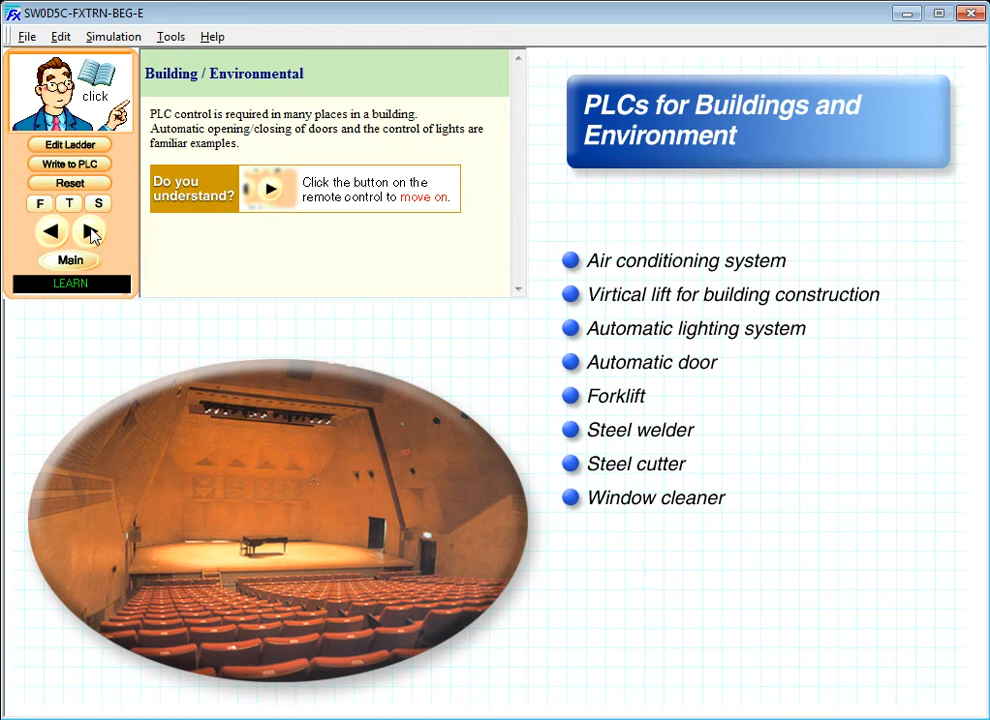 SW0D5C-FXTRN-BEG-E
File Edit Simulation Tools Help
click
Edit Ladder
Write to PLC
Reset
F T S
Main
LEARN
Building / Environmental
PLC control is required in many places in a building.
Automatic opening/closing of doors and the control of lights are
familiar examples.
Do you
understand?
Click the button on the
remote control to move on.
PLCs for Buildings and
Environment
Air conditioning system
Virtical lift for building construction
Automatic lighting system
Automatic door
Forklift
Steel welder
Steel cutter
Window cleaner